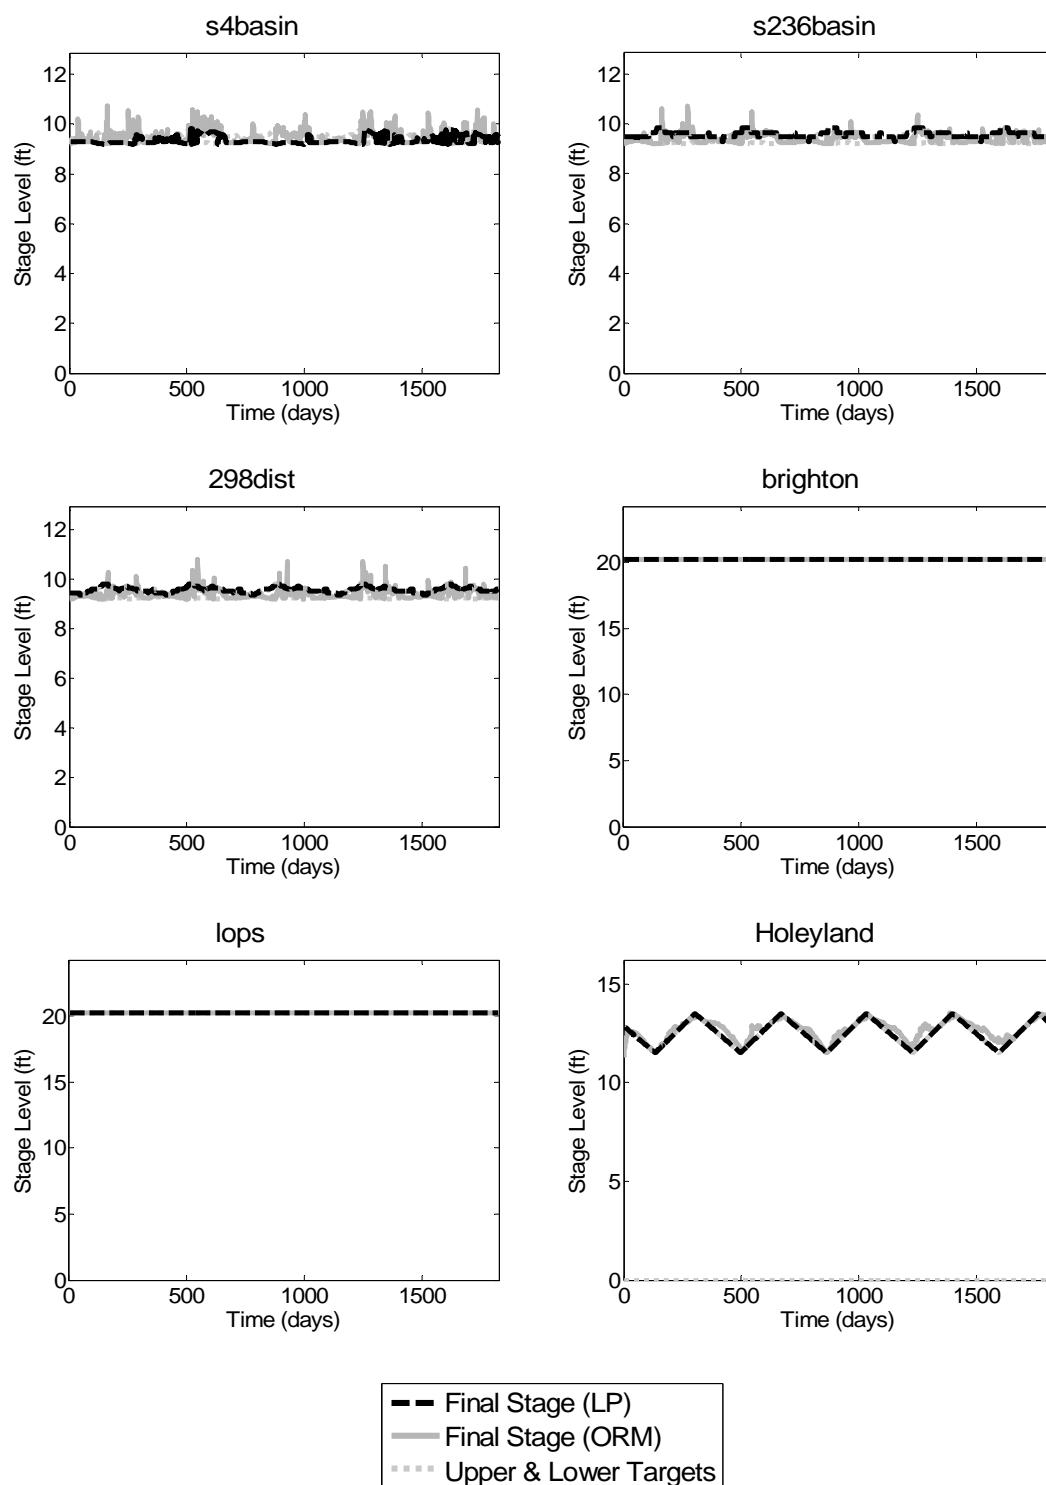 s4basin
12
10
8
6
4
2
0
0 500 1000 1500
Stage Level (ft)
Time (days)
s236basin
12
10
8
6
4
2
0
0 500 1000 1500
Stage Level (ft)
Time (days)
298dist
12
10
8
6
4
2
0
0 500 1000 1500
Stage Level (ft)
Time (days)
brighton
20
15
10
5
0
0 500 1000 1500
Stage Level (ft)
Time (days)
lops
20
15
10
5
0
0 500 1000 1500
Stage Level (ft)
Time (days)
Holeyland
15
10
5
0
0 500 1000 1500
Stage Level (ft)
Time (days)
Final Stage (LP)
Final Stage (ORM)
Upper & Lower Targets